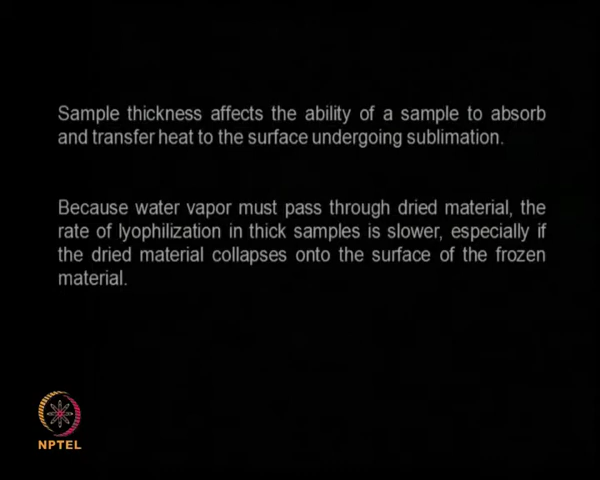 Sample thickness affects the ability of a sample to absorb
and transfer heat to the surface undergoing sublimation.
Because water vapor must pass through dried material, the
rate of lyophilization in thick samples is slower, especially if
the dried material collapses onto the surface of the frozen
material.
NPTEL